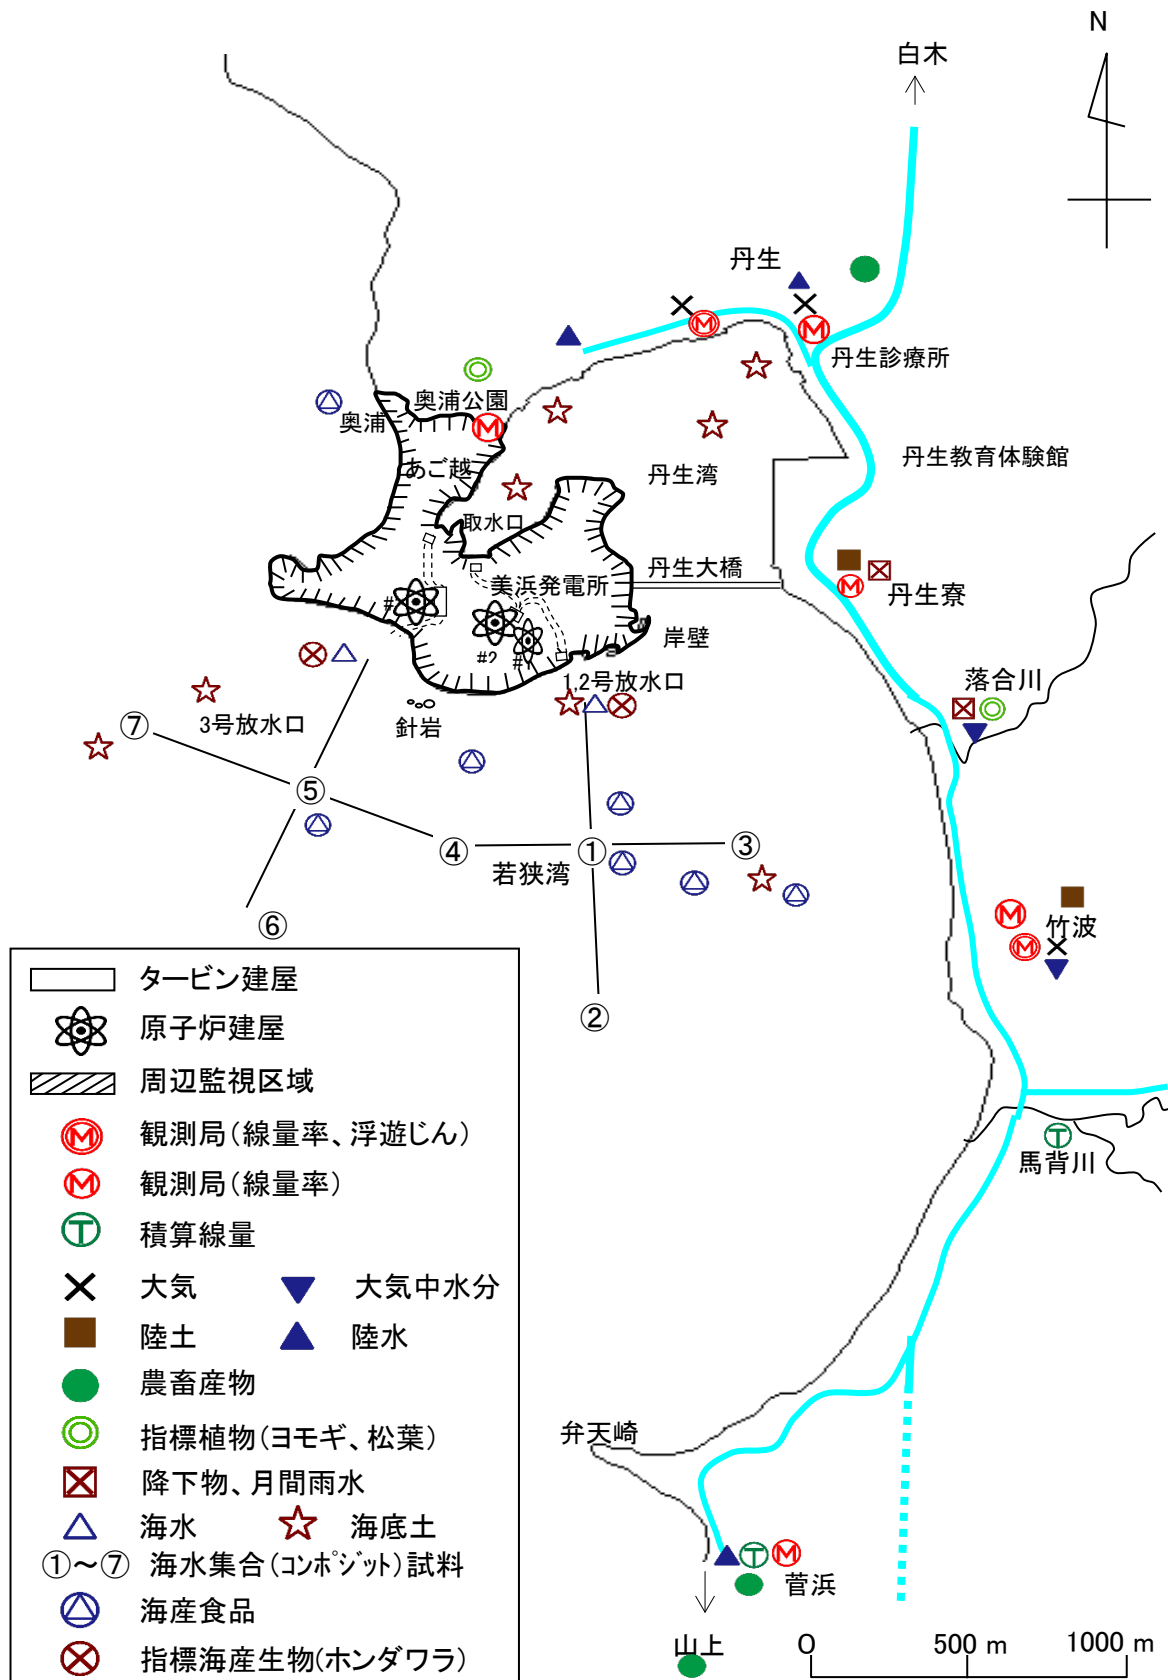 N
白木
丹生
丹生診療所
奥浦公園
奥浦
あご越
丹生教育体験館
丹生湾
取水口
丹生大橋
美浜発電所
丹生寮
#
#2
#1
岸壁
1,2号放水口
落合川
3号放水口
針岩
⑦
⑤
④
①
③
若狭湾
⑥
竹波
②
タービン建屋
原子炉建屋
周辺監視区域
M 観測局(線量率、浮遊じん)
M 観測局(線量率)
T 積算線量
大気 大気中水分
陸土 陸水
農畜産物
指標植物(ヨモギ、松葉)
降下物、月間雨水
海水 海底土
①~⑦ 海水集合(コンポジット)試料
海産食品
指標海産生物(ホンダワラ)
馬背川
弁天崎
菅浜
山上
0 500 m 1000 m